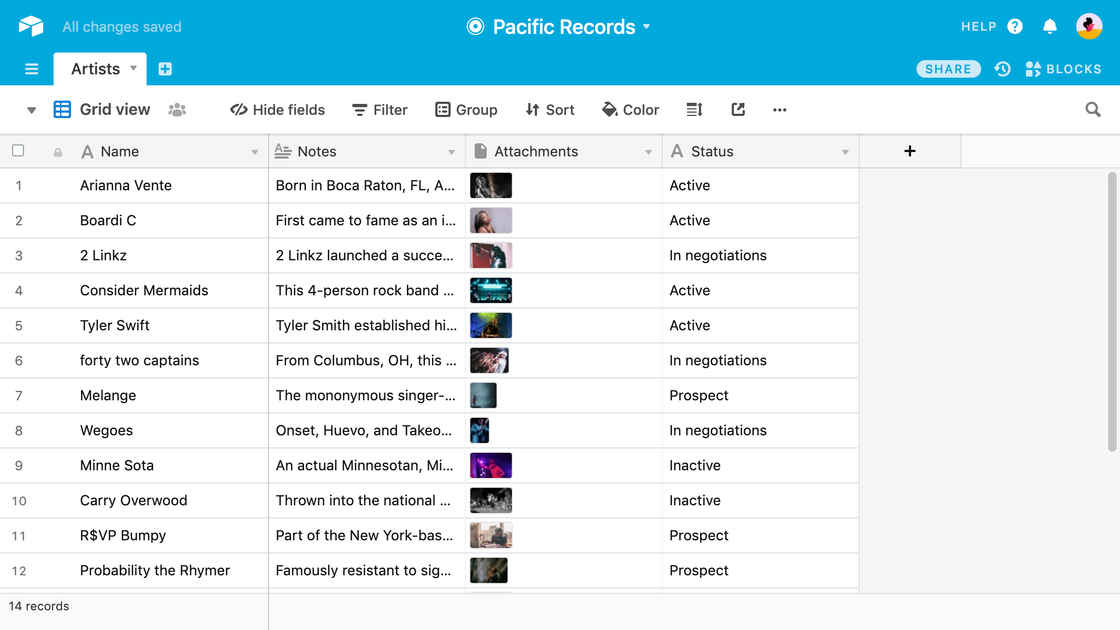 All changes saved
Pacific Records
HELP ?
Artists
SHARE
BLOCKS
Grid view
Hide fields
Filter
Group
Sort
Color
Name Notes Attachments Status +
1 Arianna Vente Born in Boca Raton, FL, A... Active
2 Boardi C First came to fame as an i... Active
3 2 Linkz 2 Linkz launched a succe... In negotiations
4 Consider Mermaids This 4-person rock band ... Active
5 Tyler Swift Tyler Smith established hi... Active
6 forty two captains From Columbus, OH, this ... In negotiations
7 Melange The mononymous singer-... Prospect
8 Wegoes Onset, Huevo, and Takeo... In negotiations
9 Minne Sota An actual Minnesotan, Mi... Inactive
10 Carry Overwood Thrown into the national ... Inactive
11 R$VP Bumpy Part of the New York-bas... Prospect
12 Probability the Rhymer Famously resistant to sig... Prospect
14 records